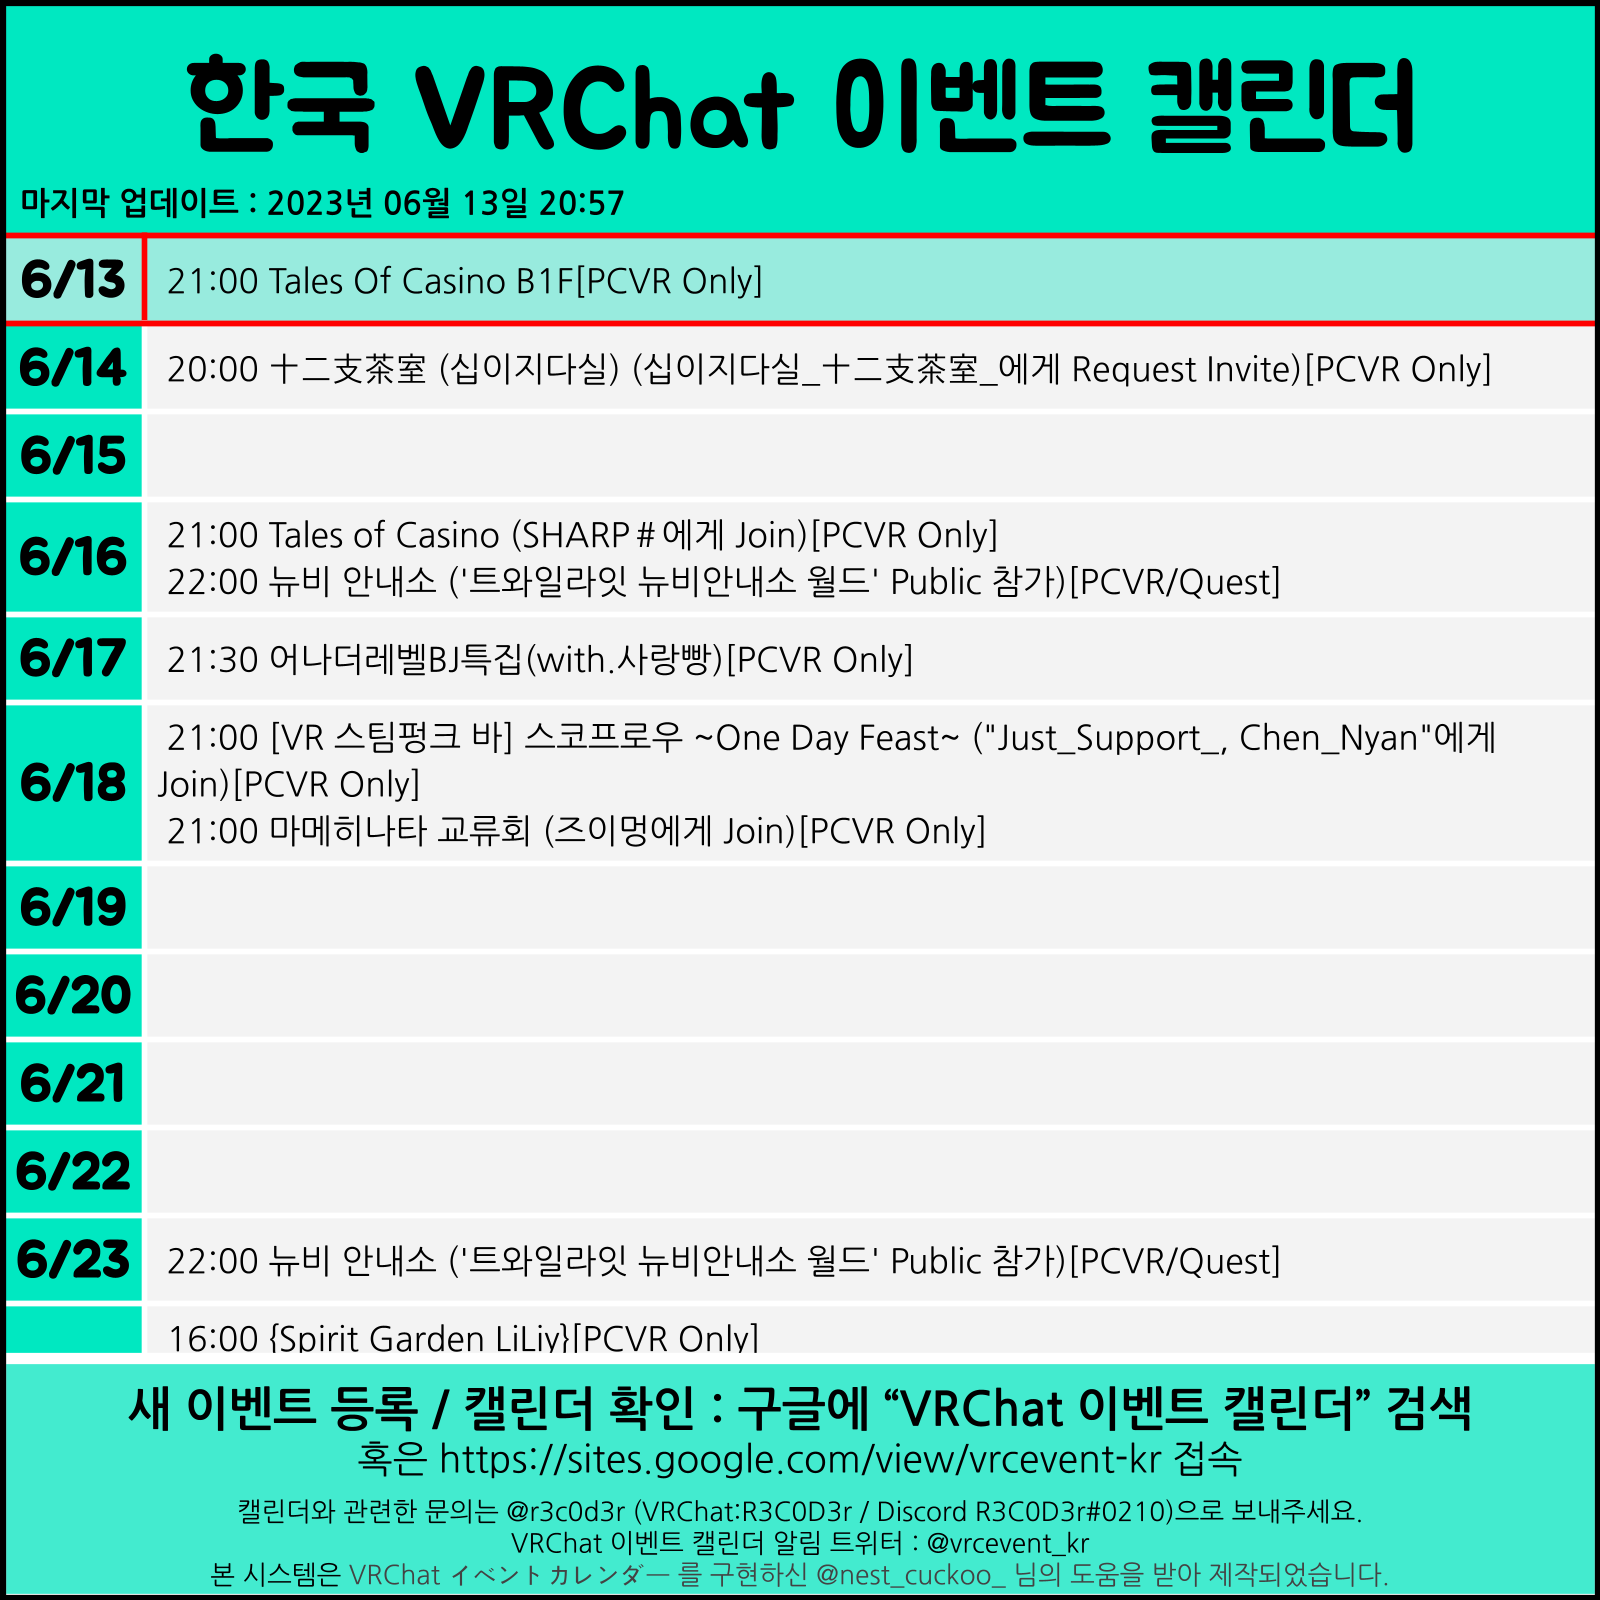 한국 VRChat 이벤트 캘린더
마지막 업데이트 : 2023년 06월 13일 20:57
6/13 21:00 Tales Of Casino B1F[PCVR Only]
6/14 20:00 十二支茶室 (십이지다실) (십이지다실_十二支茶室_에게 Request Invite)[PCVR Only]
6/15
6/16 21:00 Tales of Casino (SHARP＃에게 Join)[PCVR Only]
22:00 뉴비 안내소 ('트와일라잇 뉴비안내소 월드' Public 참가)[PCVR/Quest]
6/17 21:30 어나더레벨BJ특집(with.사랑빵)[PCVR Only]
6/18 21:00 [VR 스팀펑크 바] 스코프로우 ~One Day Feast~ ("Just_Support_, Chen_Nyan"에게
Join)[PCVR Only]
21:00 마메히나타 교류회 (즈이멍에게 Join)[PCVR Only]
6/19
6/20
6/21
6/22
6/23 22:00 뉴비 안내소 ('트와일라잇 뉴비안내소 월드' Public 참가)[PCVR/Quest]
16:00 {Spirit Garden LiLiy}[PCVR Only]
새 이벤트 등록 / 캘린더 확인 : 구글에 “VRChat 이벤트 캘린더” 검색
혹은 https://sites.google.com/view/vrcevent-kr 접속
캘린더와 관련한 문의는 @r3c0d3r (VRChat:R3C0D3r / Discord R3C0D3r#0210)으로 보내주세요.
VRChat 이벤트 캘린더 알림 트위터 : @vrcevent_kr
본 시스템은 VRChat イベントカレンダー 를 구현하신 @nest_cuckoo_ 님의 도움을 받아 제작되었습니다.